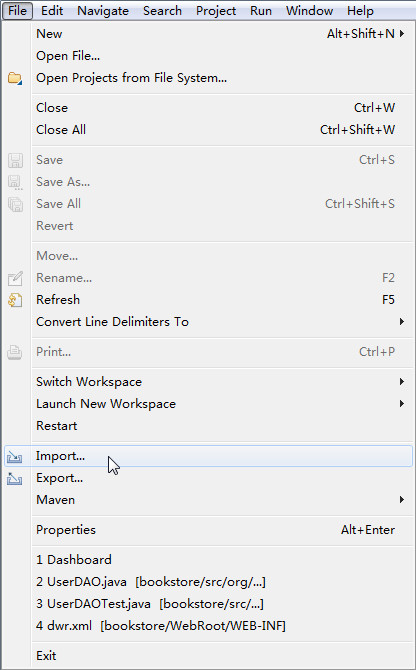 File Edit Navigate Search Project Run Window Help
New Alt+Shift+N
Open File...
Open Projects from File System...
Close Ctrl+W
Close All Ctrl+Shift+W
Save Ctrl+S
Save As...
Save All Ctrl+Shift+S
Revert
Move...
Rename... F2
Refresh F5
Convert Line Delimiters To
Print... Ctrl+P
Switch Workspace
Launch New Workspace
Restart
Import...
Export...
Maven
Properties Alt+Enter
1 Dashboard
2 UserDAO.java [bookstore/src/org/...]
3 UserDAOTest.java [bookstore/src/...]
4 dwr.xml [bookstore/WebRoot/WEB-INF]
Exit